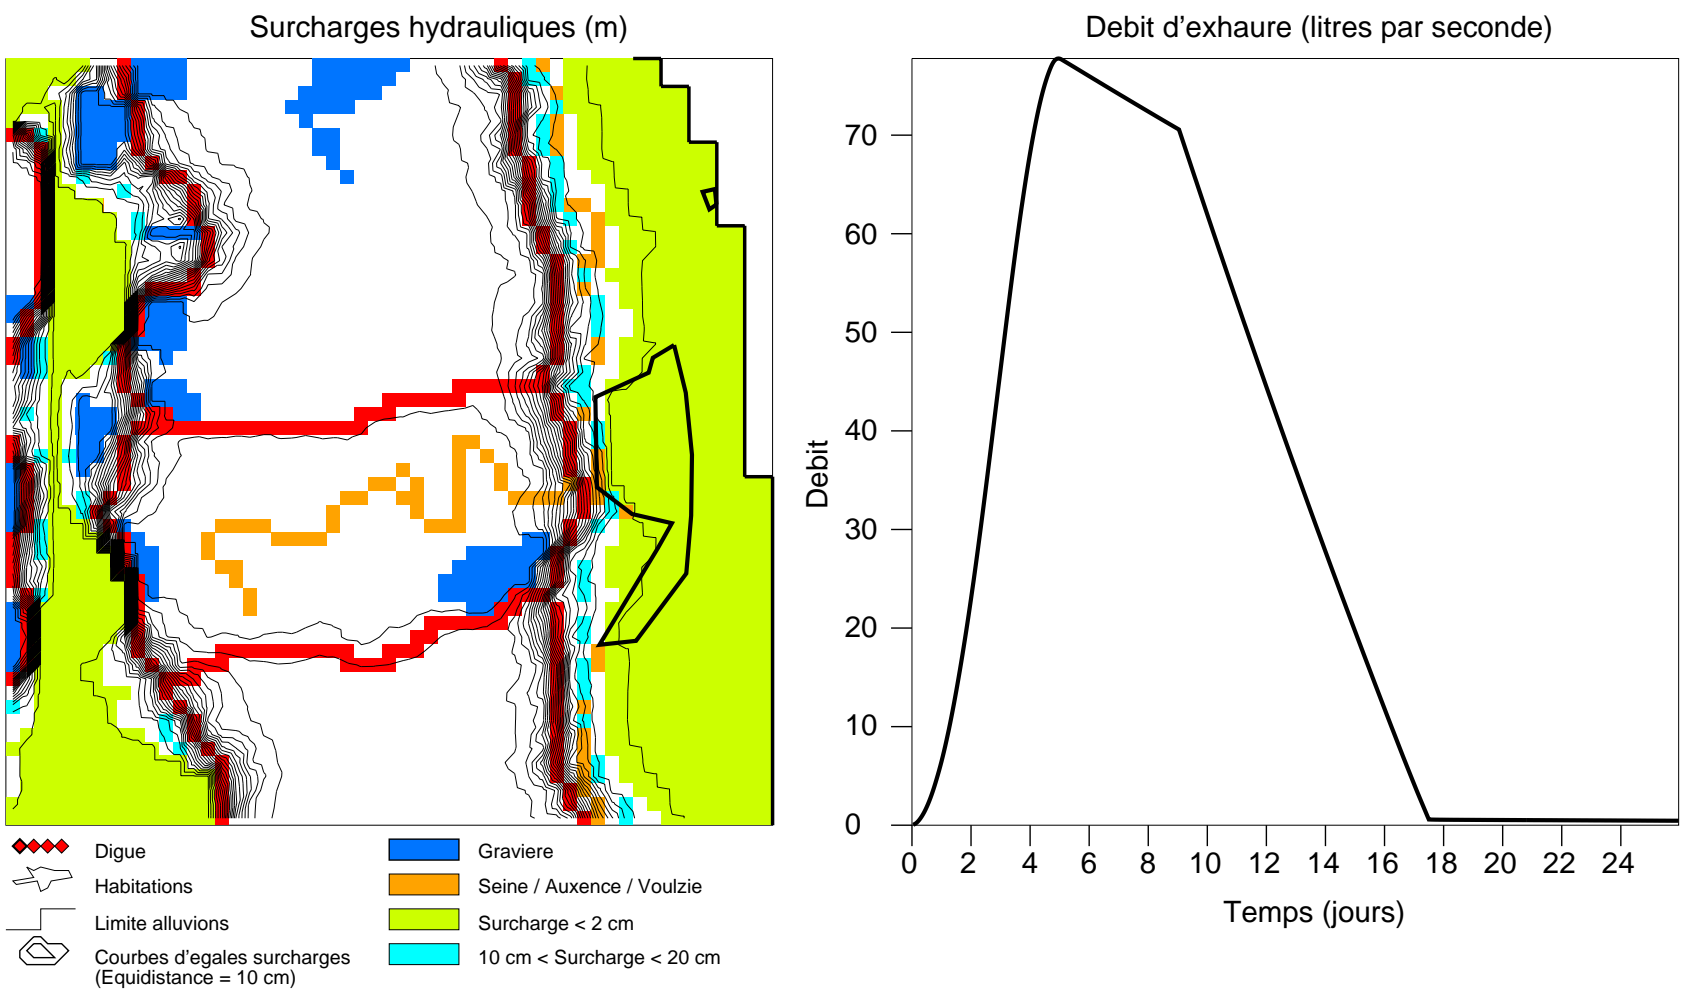 Surcharges hydrauliques (m)
Digue
Habitations
Limite alluvions
Courbes d'egales surcharges
(Equidistance = 10 cm)
Graviere
Seine / Auxence / Voulzie
Surcharge < 2 cm
10 cm < Surcharge < 20 cm
Debit d'exhaure (litres par seconde)
Debit
70
60
50
40
30
20
10
0
0 2 4 6 8 10 12 14 16 18 20 22 24
Temps (jours)